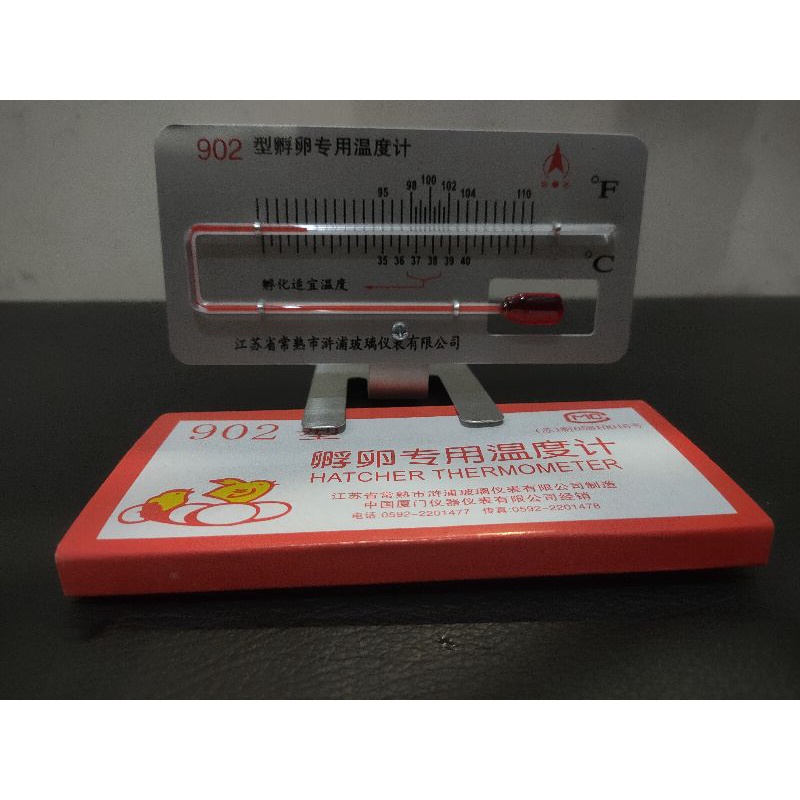 902 型孵卵专用温度计
°F
95 98 100 102 104 110
35 36 37 38 39 40
°C
孵化适宜温度
江苏省常熟市浒浦玻璃仪表有限公司
CMC
902 型
孵卵专用温度计
HATCHER THERMOMETER
江苏省常熟市浒浦玻璃仪表有限公司制造
中国厦门仪器仪表有限公司经销
电话:0592-2201477 传真:0592-2201478